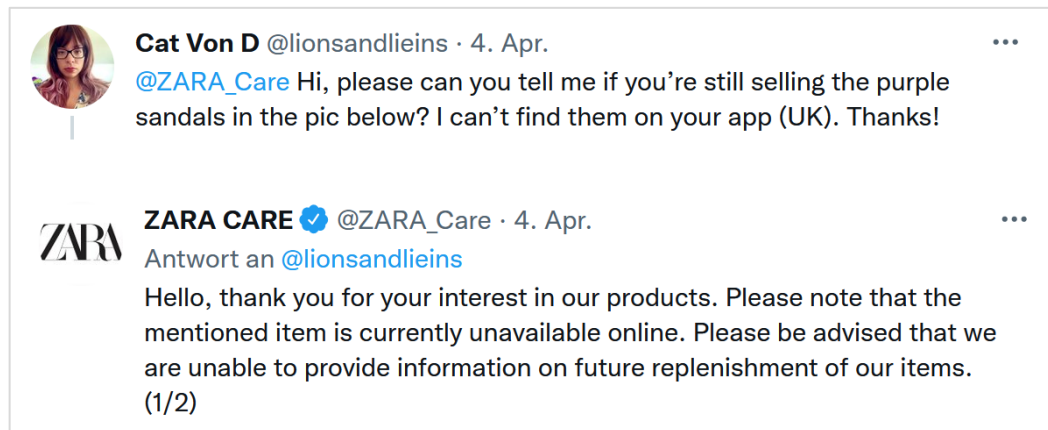 Cat Von D @lionsandlieins · 4. Apr.
@ZARA_Care Hi, please can you tell me if you’re still selling the purple
sandals in the pic below? I can’t find them on your app (UK). Thanks!
ZARA CARE @ZARA_Care · 4. Apr.
ZARA
Antwort an @lionsandlieins
Hello, thank you for your interest in our products. Please note that the
mentioned item is currently unavailable online. Please be advised that we
are unable to provide information on future replenishment of our items.
(1/2)